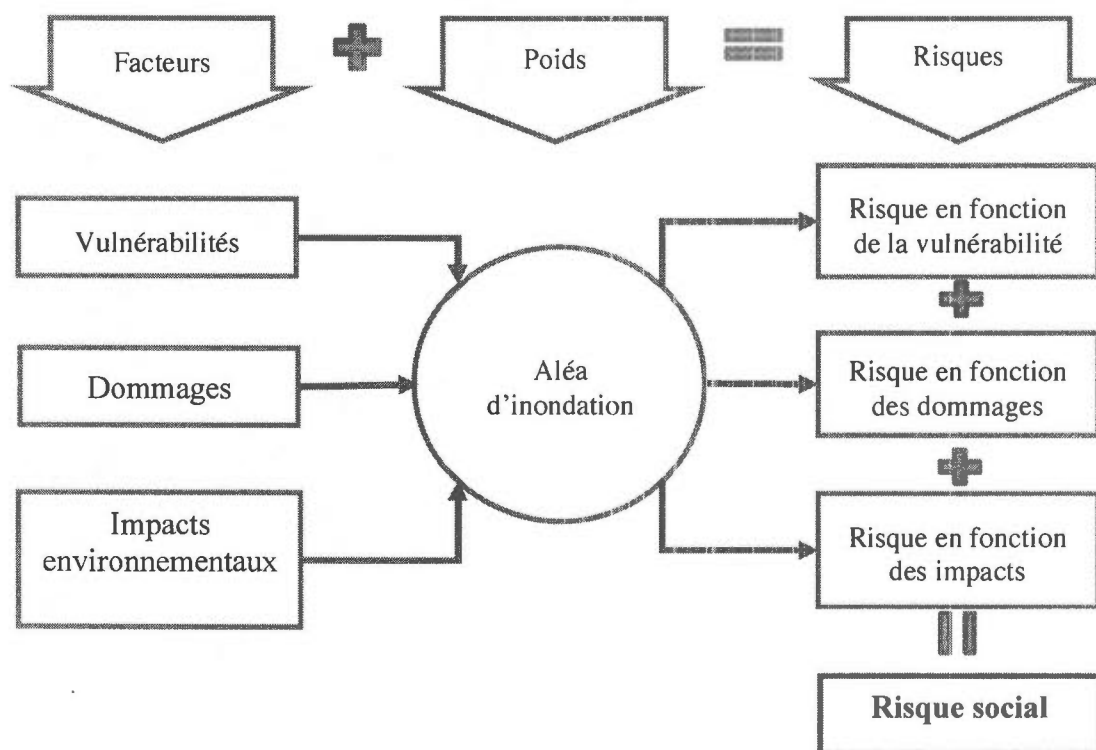 Facteurs
Poids
Risques
Vulnérabilités
Dommages
Impacts
environnementaux
Aléa
d'inondation
Risque en fonction
de la vulnérabilité
Risque en fonction
des dommages
Risque en fonction
des impacts
Risque social